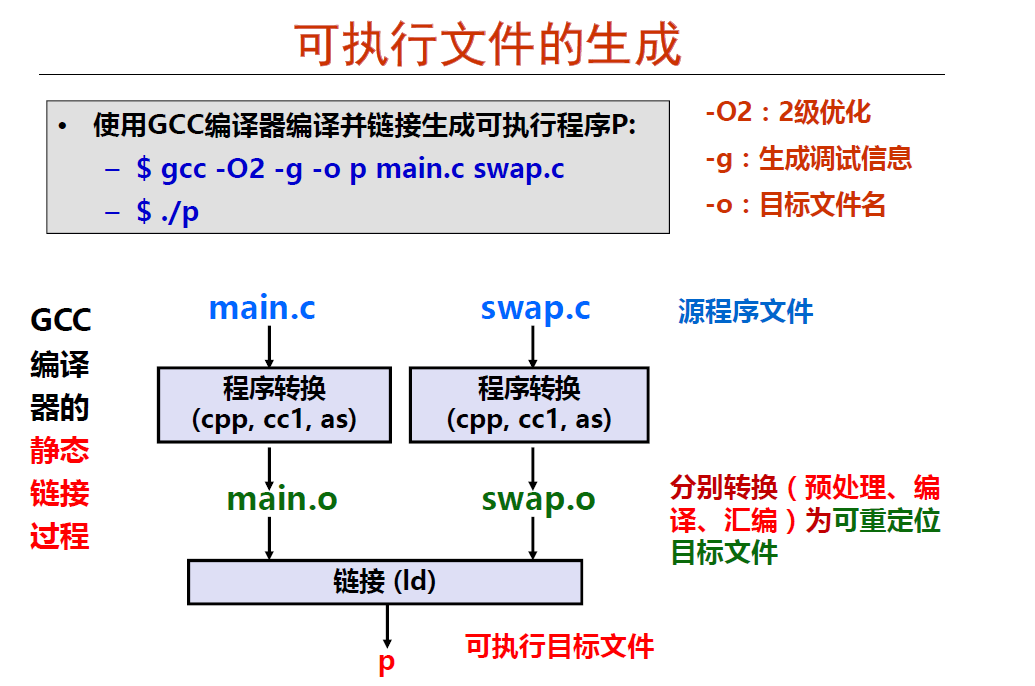 可执行文件的生成
• 使用GCC编译器编译并链接生成可执行程序P:
– $ gcc -O2 -g -o p main.c swap.c
– $ ./p
-O2：2级优化
-g：生成调试信息
-o：目标文件名
GCC
编译
器的
静态
链接
过程
main.c
swap.c
源程序文件
程序转换
(cpp, cc1, as)
程序转换
(cpp, cc1, as)
main.o
swap.o
分别转换（预处理、编
译、汇编）为可重定位
目标文件
链接 (ld)
p
可执行目标文件